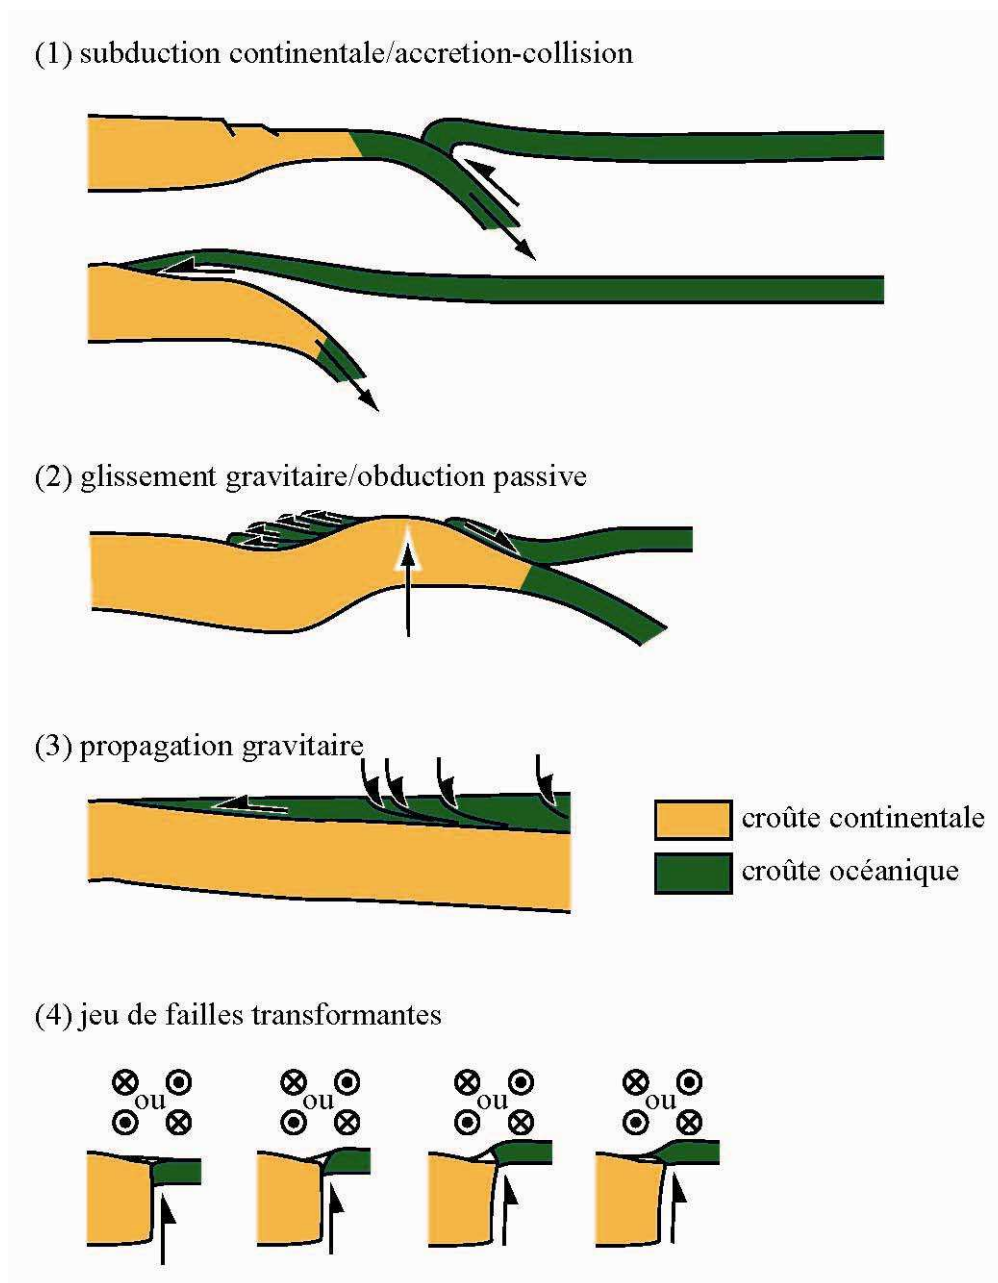 (1) subduction continentale/accretion-collision
(2) glissement gravitaire/obduction passive
(3) propagation gravitaire
croûte continentale
croûte océanique
(4) jeu de failles transformantes
ou ou ou ou